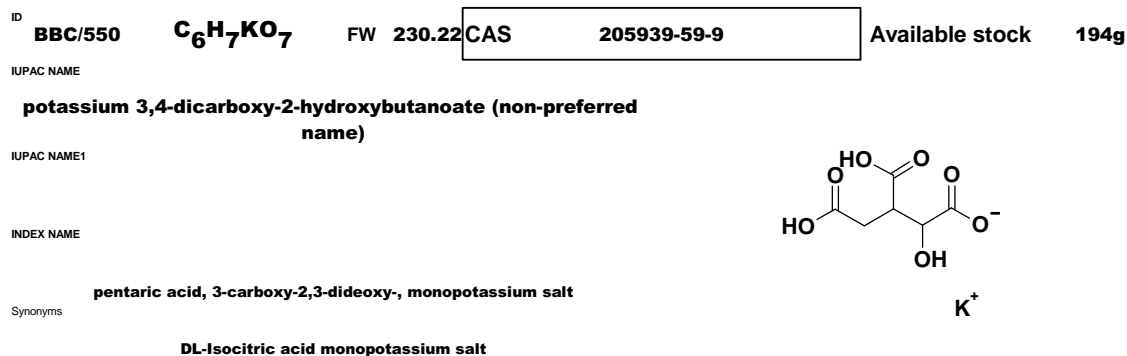 ID
BBC/550 C6H7KO7 FW 230.22 CAS 205939-59-9 Available stock 194g
IUPAC NAME
potassium 3,4-dicarboxy-2-hydroxybutanoate (non-preferred
name)
IUPAC NAME1
HO O
O O
HO O−
OH
INDEX NAME
pentaric acid, 3-carboxy-2,3-dideoxy-, monopotassium salt
K+
Synonyms
DL-Isocitric acid monopotassium salt